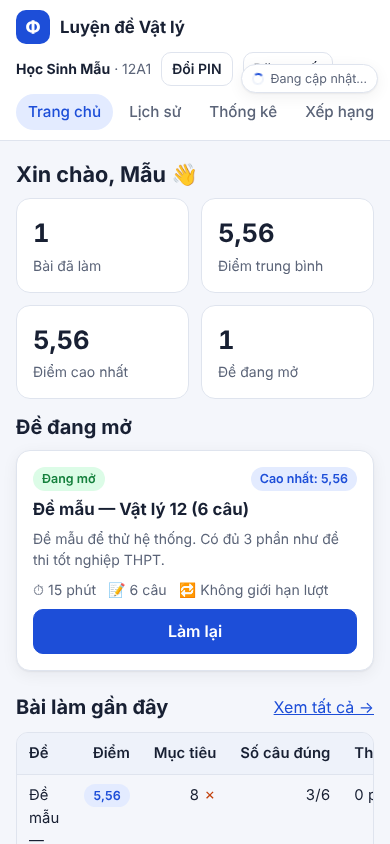 Φ Luyện đề Vật lý
Học Sinh Mẫu · 12A1 Đổi PIN
Đang cập nhật...
Trang chủ Lịch sử Thống kê Xếp hạng
Xin chào, Mẫu 👋
1
Bài đã làm
5,56
Điểm trung bình
5,56
Điểm cao nhất
1
Đề đang mở
Đề đang mở
Đang mở Cao nhất: 5,56
Đề mẫu — Vật lý 12 (6 câu)
Đề mẫu để thử hệ thống. Có đủ 3 phần như đề
thi tốt nghiệp THPT.
⏱ 15 phút 📝 6 câu 🔁 Không giới hạn lượt
Làm lại
Bài làm gần đây Xem tất cả →
Đề Điểm Mục tiêu Số câu đúng
Đề 5,56 8 × 3/6 0
mẫu
—